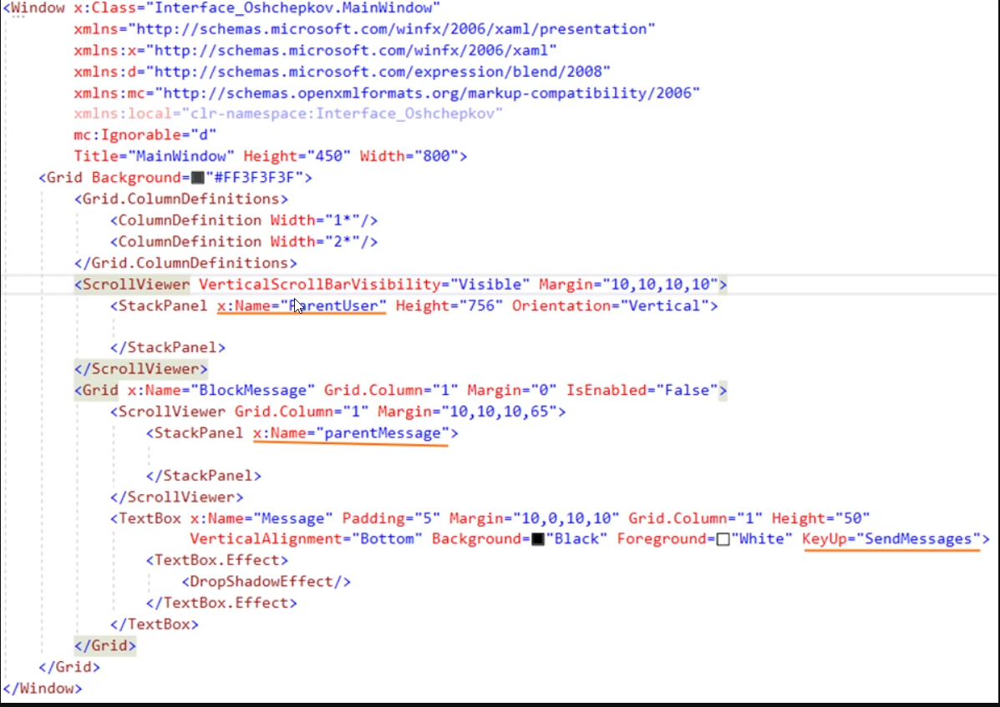 <Window x:Class="Interface_Oshchepkov.MainWindow"
xmlns="http://schemas.microsoft.com/winfx/2006/xaml/presentation"
xmlns:x="http://schemas.microsoft.com/winfx/2006/xaml"
xmlns:d="http://schemas.microsoft.com/expression/blend/2008"
xmlns:mc="http://schemas.openxmlformats.org/markup-compatibility/2006"
xmlns:local="clr-namespace:Interface_Oshchepkov"
mc:Ignorable="d"
Title="MainWindow" Height="450" Width="800">
<Grid Background="#FF3F3F3F">
<Grid.ColumnDefinitions>
<ColumnDefinition Width="1*"/>
<ColumnDefinition Width="2*"/>
</Grid.ColumnDefinitions>
<ScrollViewer VerticalScrollBarVisibility="Visible" Margin="10,10,10,10">
<StackPanel x:Name="ParentUser" Height="756" Orientation="Vertical">
</StackPanel>
</ScrollViewer>
<Grid x:Name="BlockMessage" Grid.Column="1" Margin="0" IsEnabled="False">
<ScrollViewer Grid.Column="1" Margin="10,10,10,65">
<StackPanel x:Name="parentMessage">
</StackPanel>
</ScrollViewer>
<TextBox x:Name="Message" Padding="5" Margin="10,0,10,10" Grid.Column="1" Height="50"
VerticalAlignment="Bottom" Background="Black" Foreground="White" KeyUp="SendMessages">
<TextBox.Effect>
<DropShadowEffect/>
</TextBox.Effect>
</TextBox>
</Grid>
</Grid>
</Window>